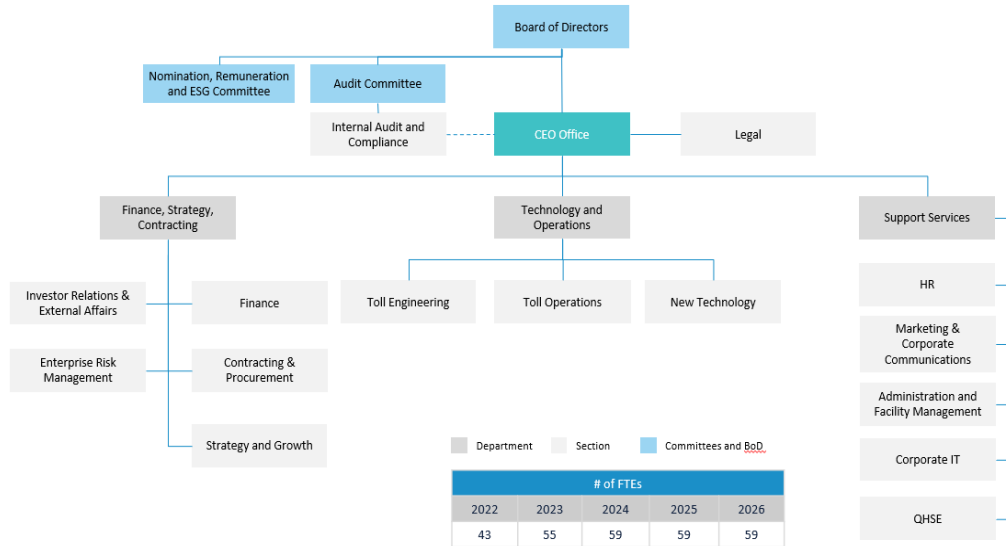 Board of Directors
Nomination, Remuneration
and ESG Committee
Audit Committee
Internal Audit and
Compliance
CEO Office
Legal
Finance, Strategy,
Contracting
Technology and
Operations
Support Services
Investor Relations &
External Affairs
Finance
Toll Engineering
Toll Operations
New Technology
HR
Enterprise Risk
Management
Contracting &
Procurement
Marketing &
Corporate
Communications
Strategy and Growth
Administration and
Facility Management
Corporate IT
QHSE
Department
Section
Committees and BoD
# of FTEs
2022 2023 2024 2025 2026
43 55 59 59 59